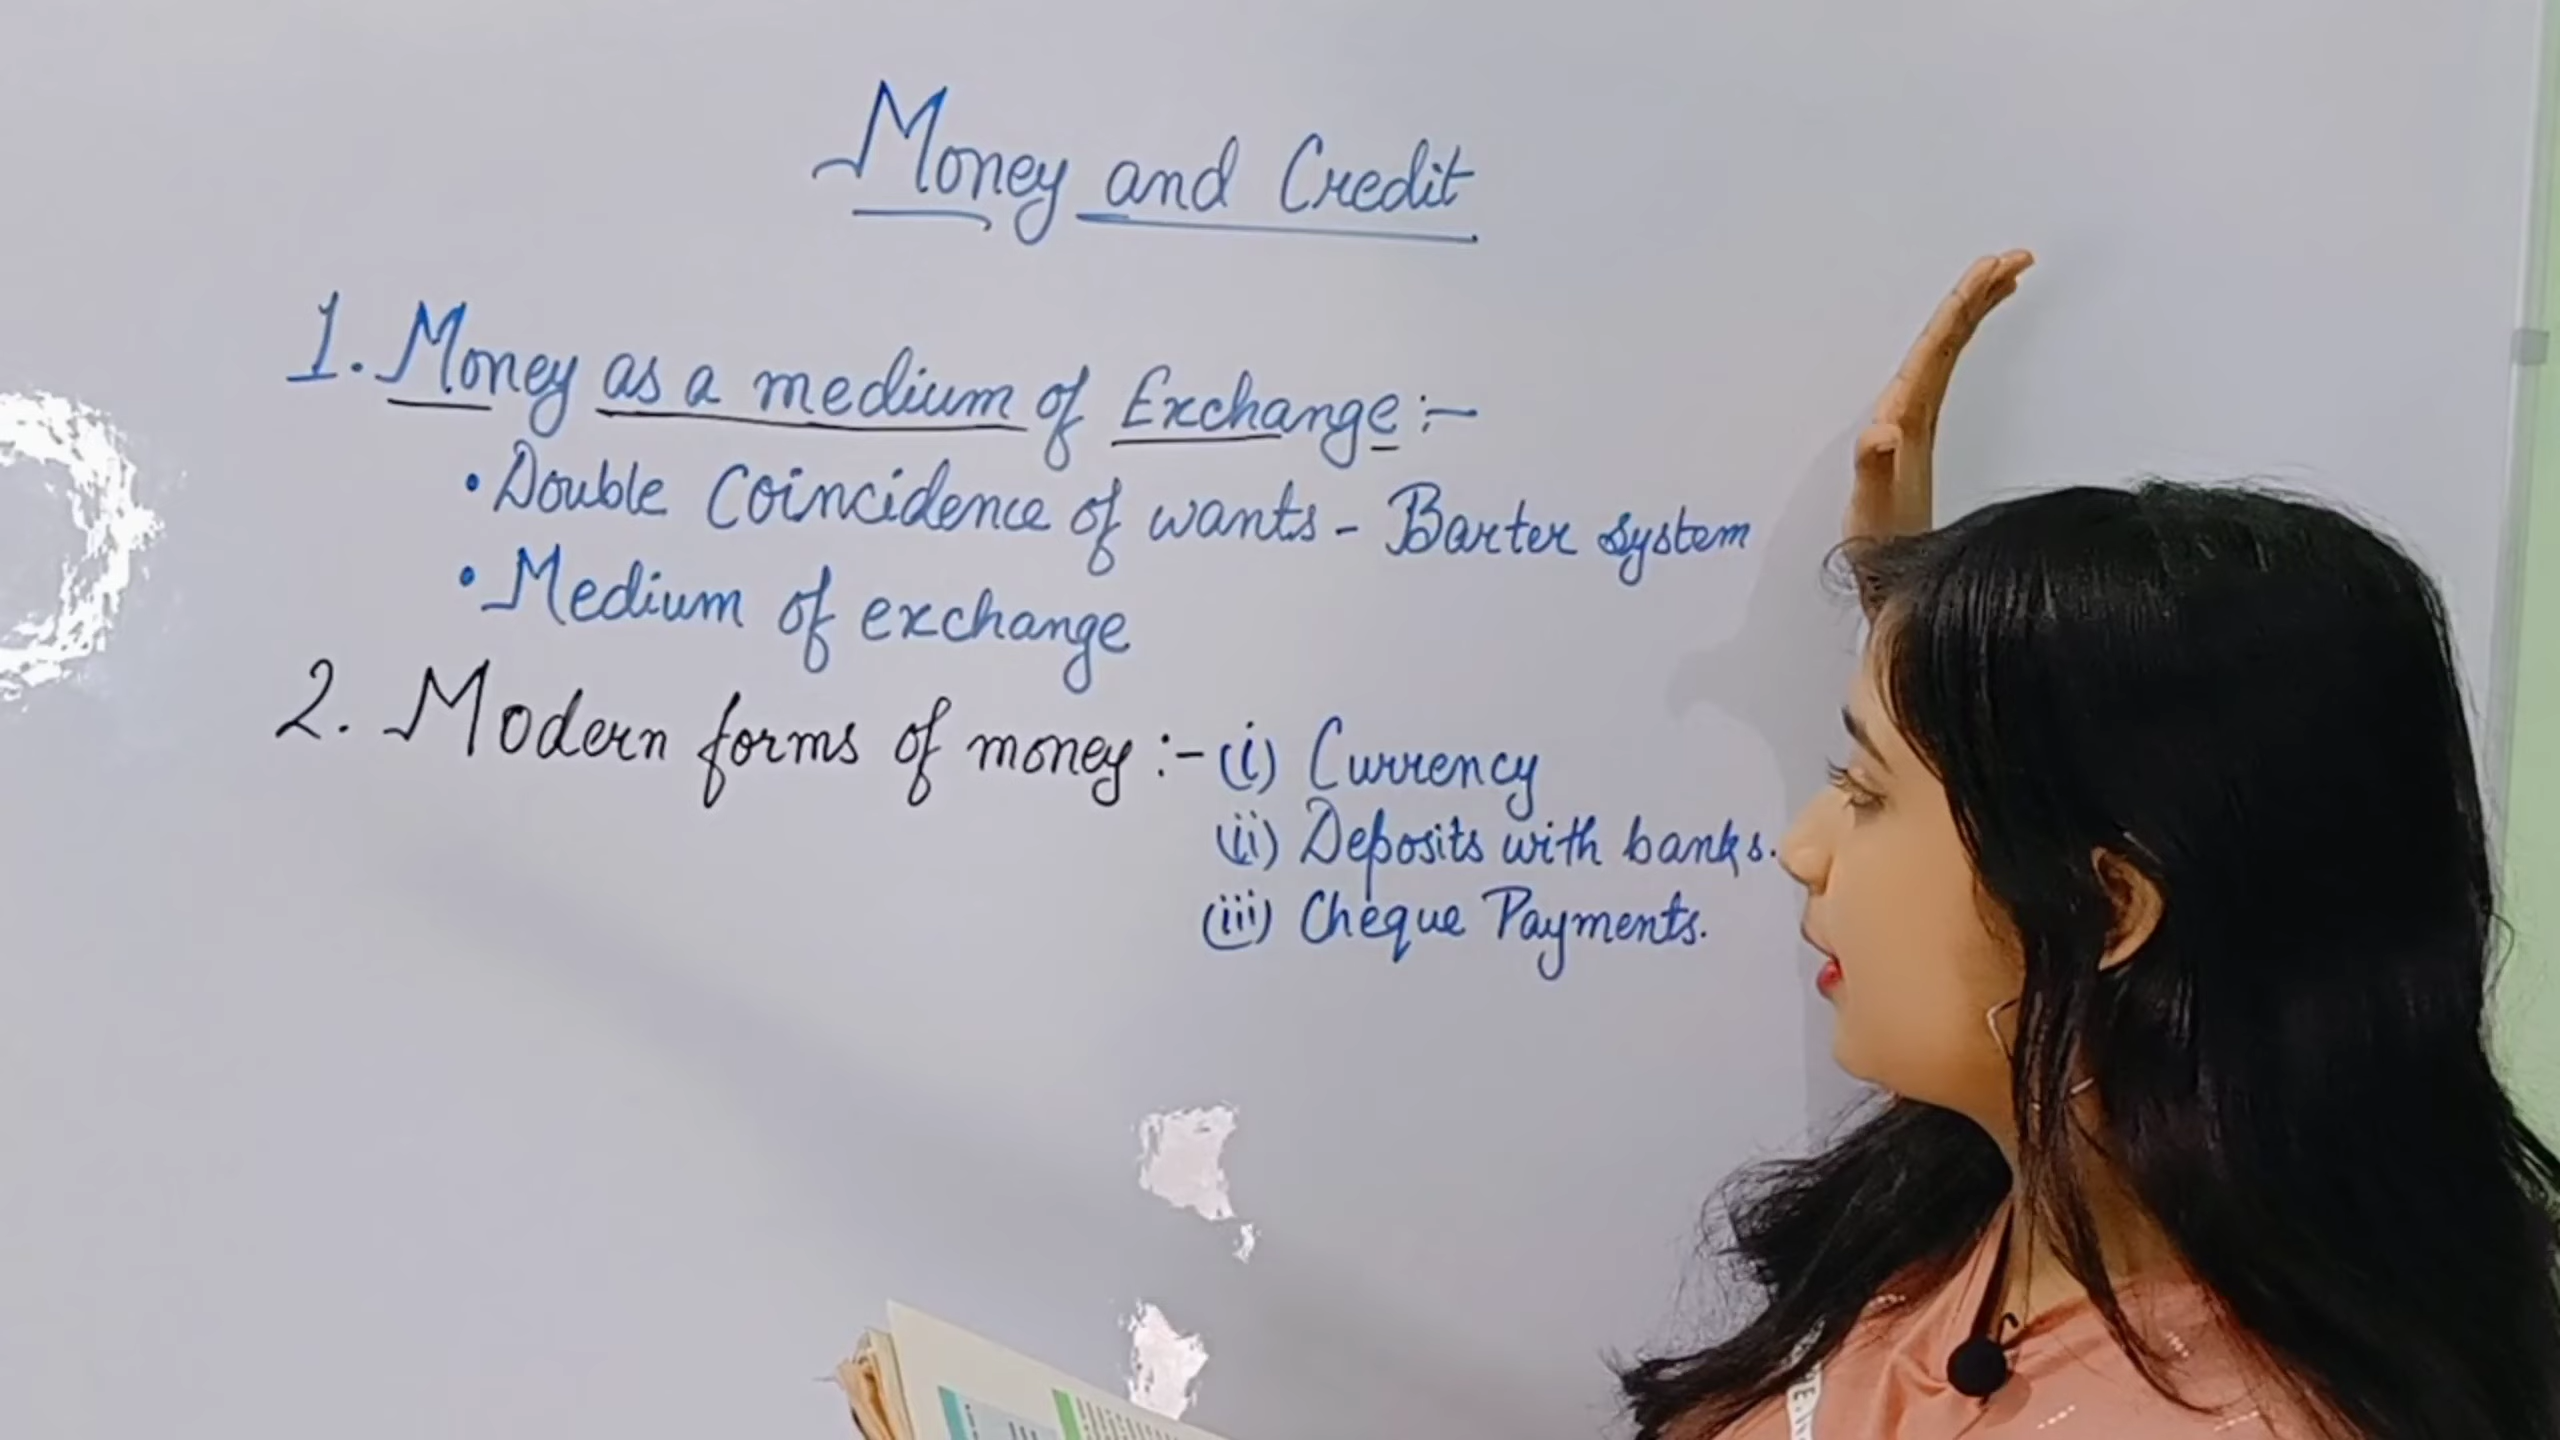 Money and Credit
1. Money as a medium of Exchange :-
• Double Coincidence of wants - Barter system
• Medium of exchange
2. Modern forms of money :- (i) Currency
(ii) Deposits with banks.
(iii) Cheque Payments.